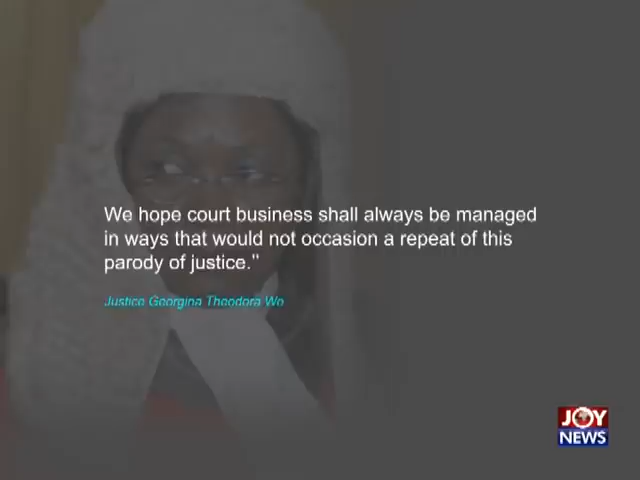 We hope court business shall always be managed
in ways that would not occasion a repeat of this
parody of justice."
Justice Georgina Theodora Wo
JOY
NEWS